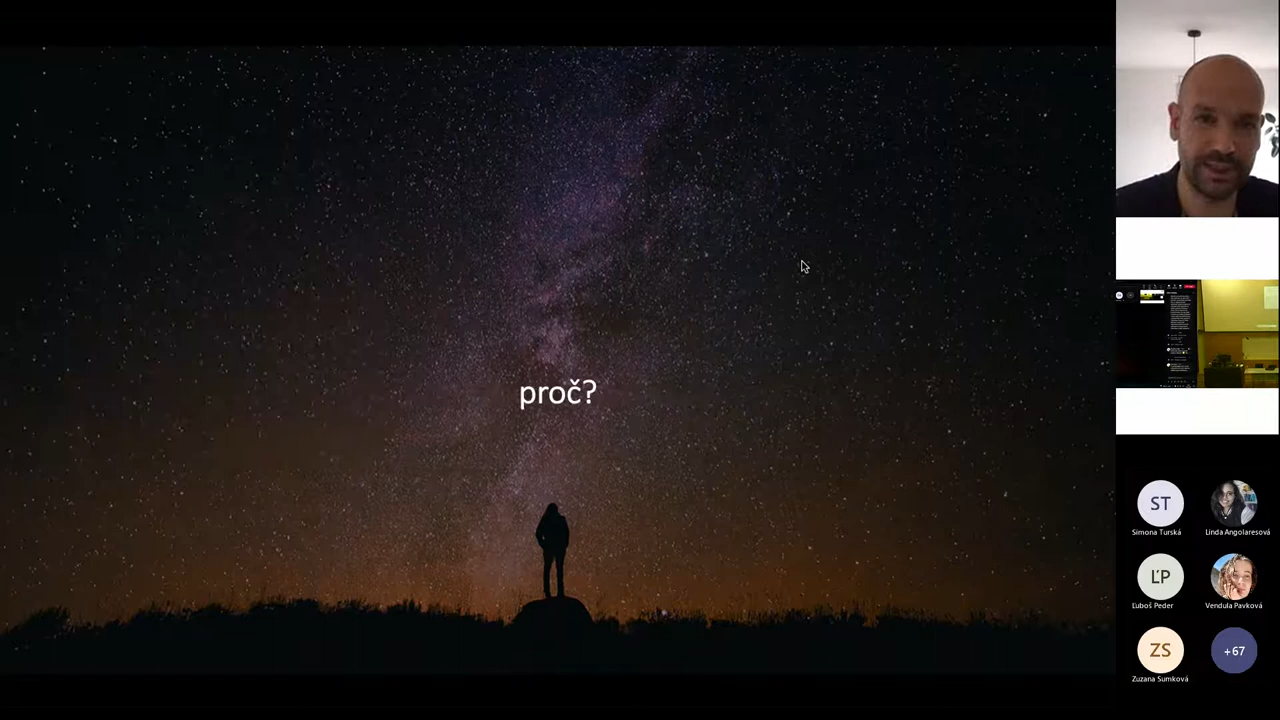 proč?
ST
Simona Turská
Linda Angolaresová
ĽP
Ľuboš Peder
Vendula Pavková
ZS
Zuzana Sumková
+67